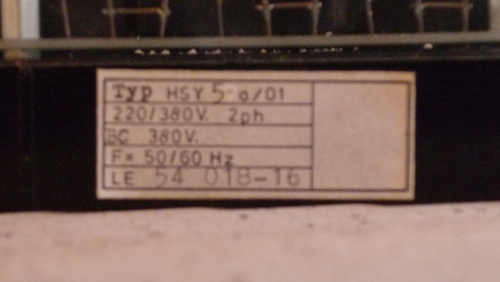 Typ HSY 5-a/01
220/380V. 2ph
BC 380V.
F= 50/60 Hz
LE 54 018-16